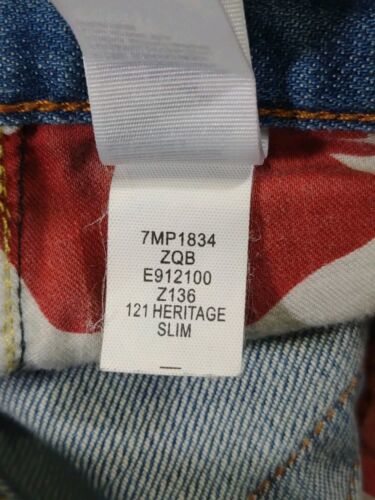 7MP1834
ZQB
E912100
Z136
121 HERITAGE
SLIM